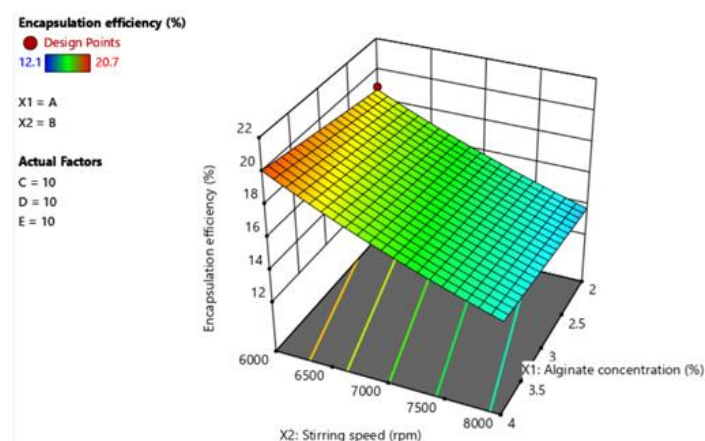 Encapsulation efficiency (%)
Design Points
12.1 20.7
X1 = A
X2 = B
Actual Factors
C = 10
D = 10
E = 10
Encapsulation efficiency (%)
22
20
18
16
14
12
6000
6500
7000
7500
8000
X2: Stirring speed (rpm)
2
2.5
3
3.5
4
X1: Alginate concentration (%)